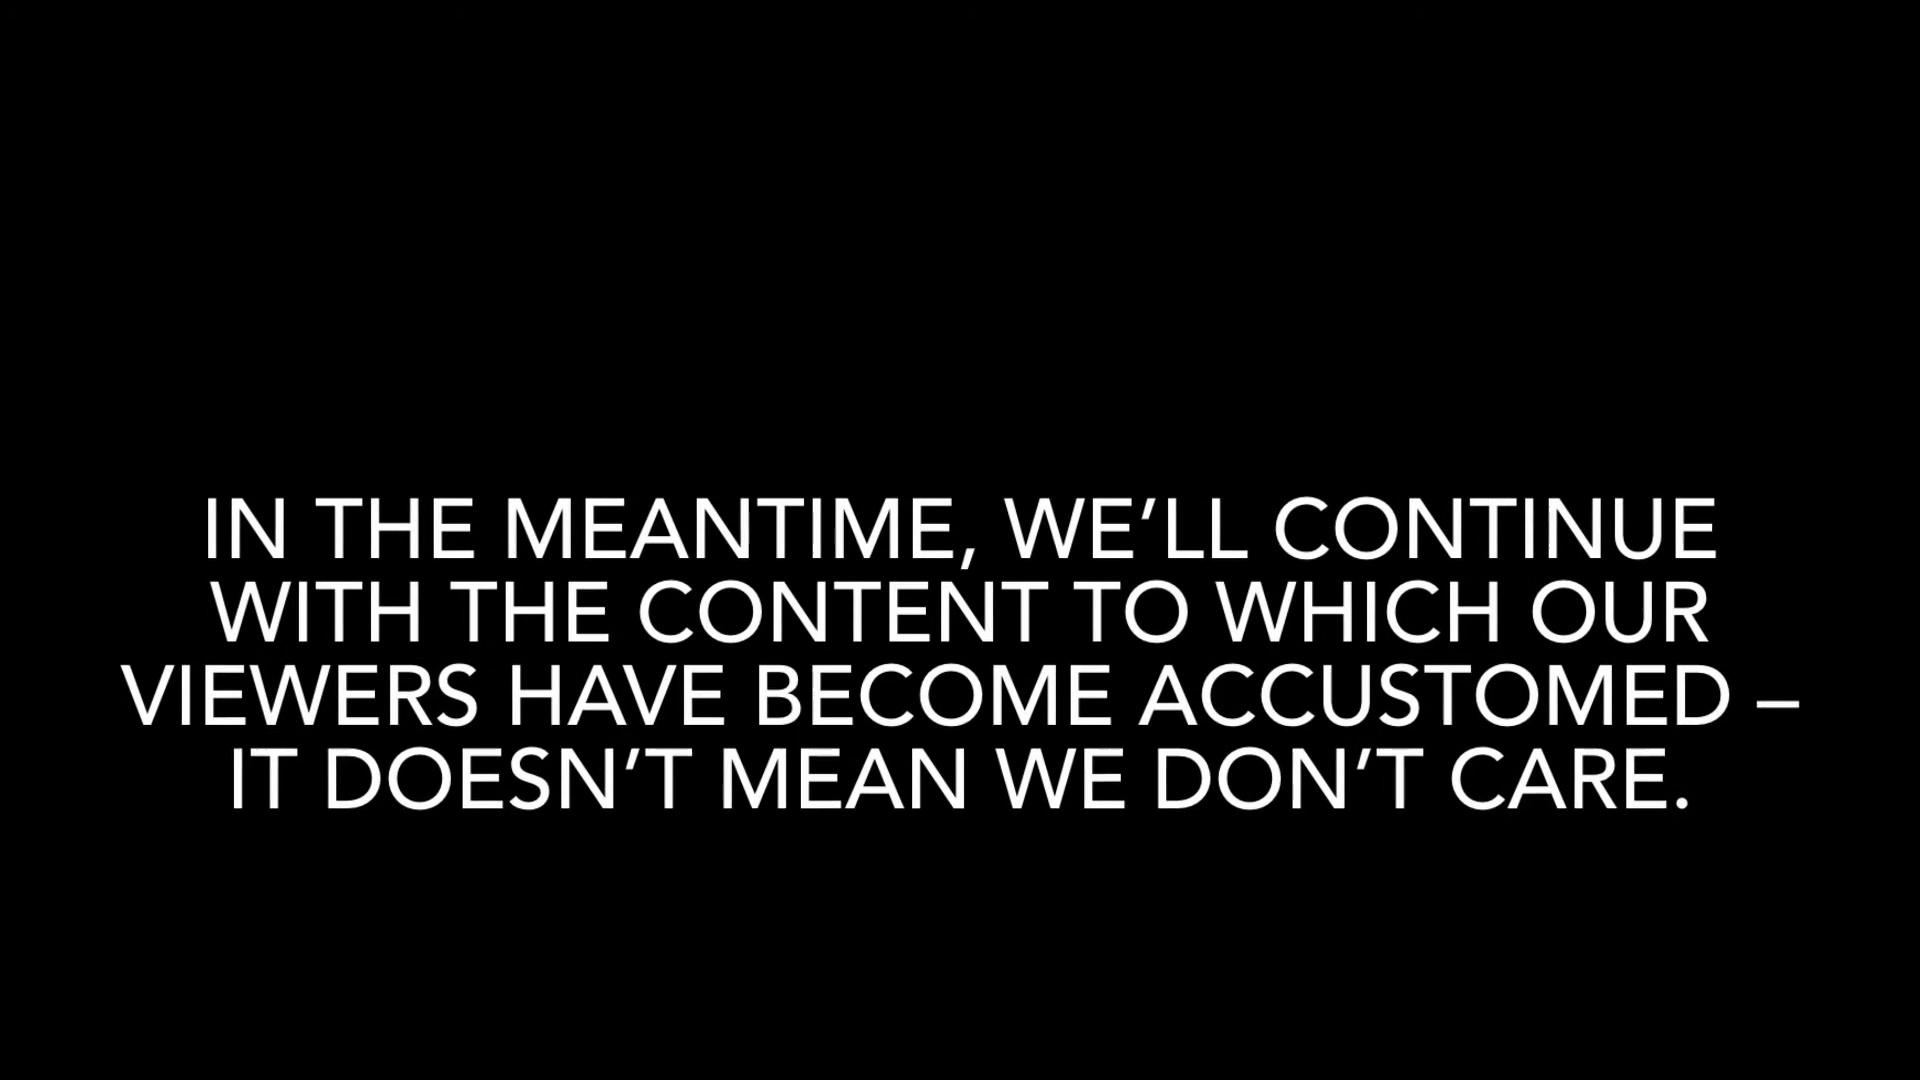 IN THE MEANTIME, WE’LL CONTINUE
WITH THE CONTENT TO WHICH OUR
VIEWERS HAVE BECOME ACCUSTOMED –
IT DOESN’T MEAN WE DON’T CARE.